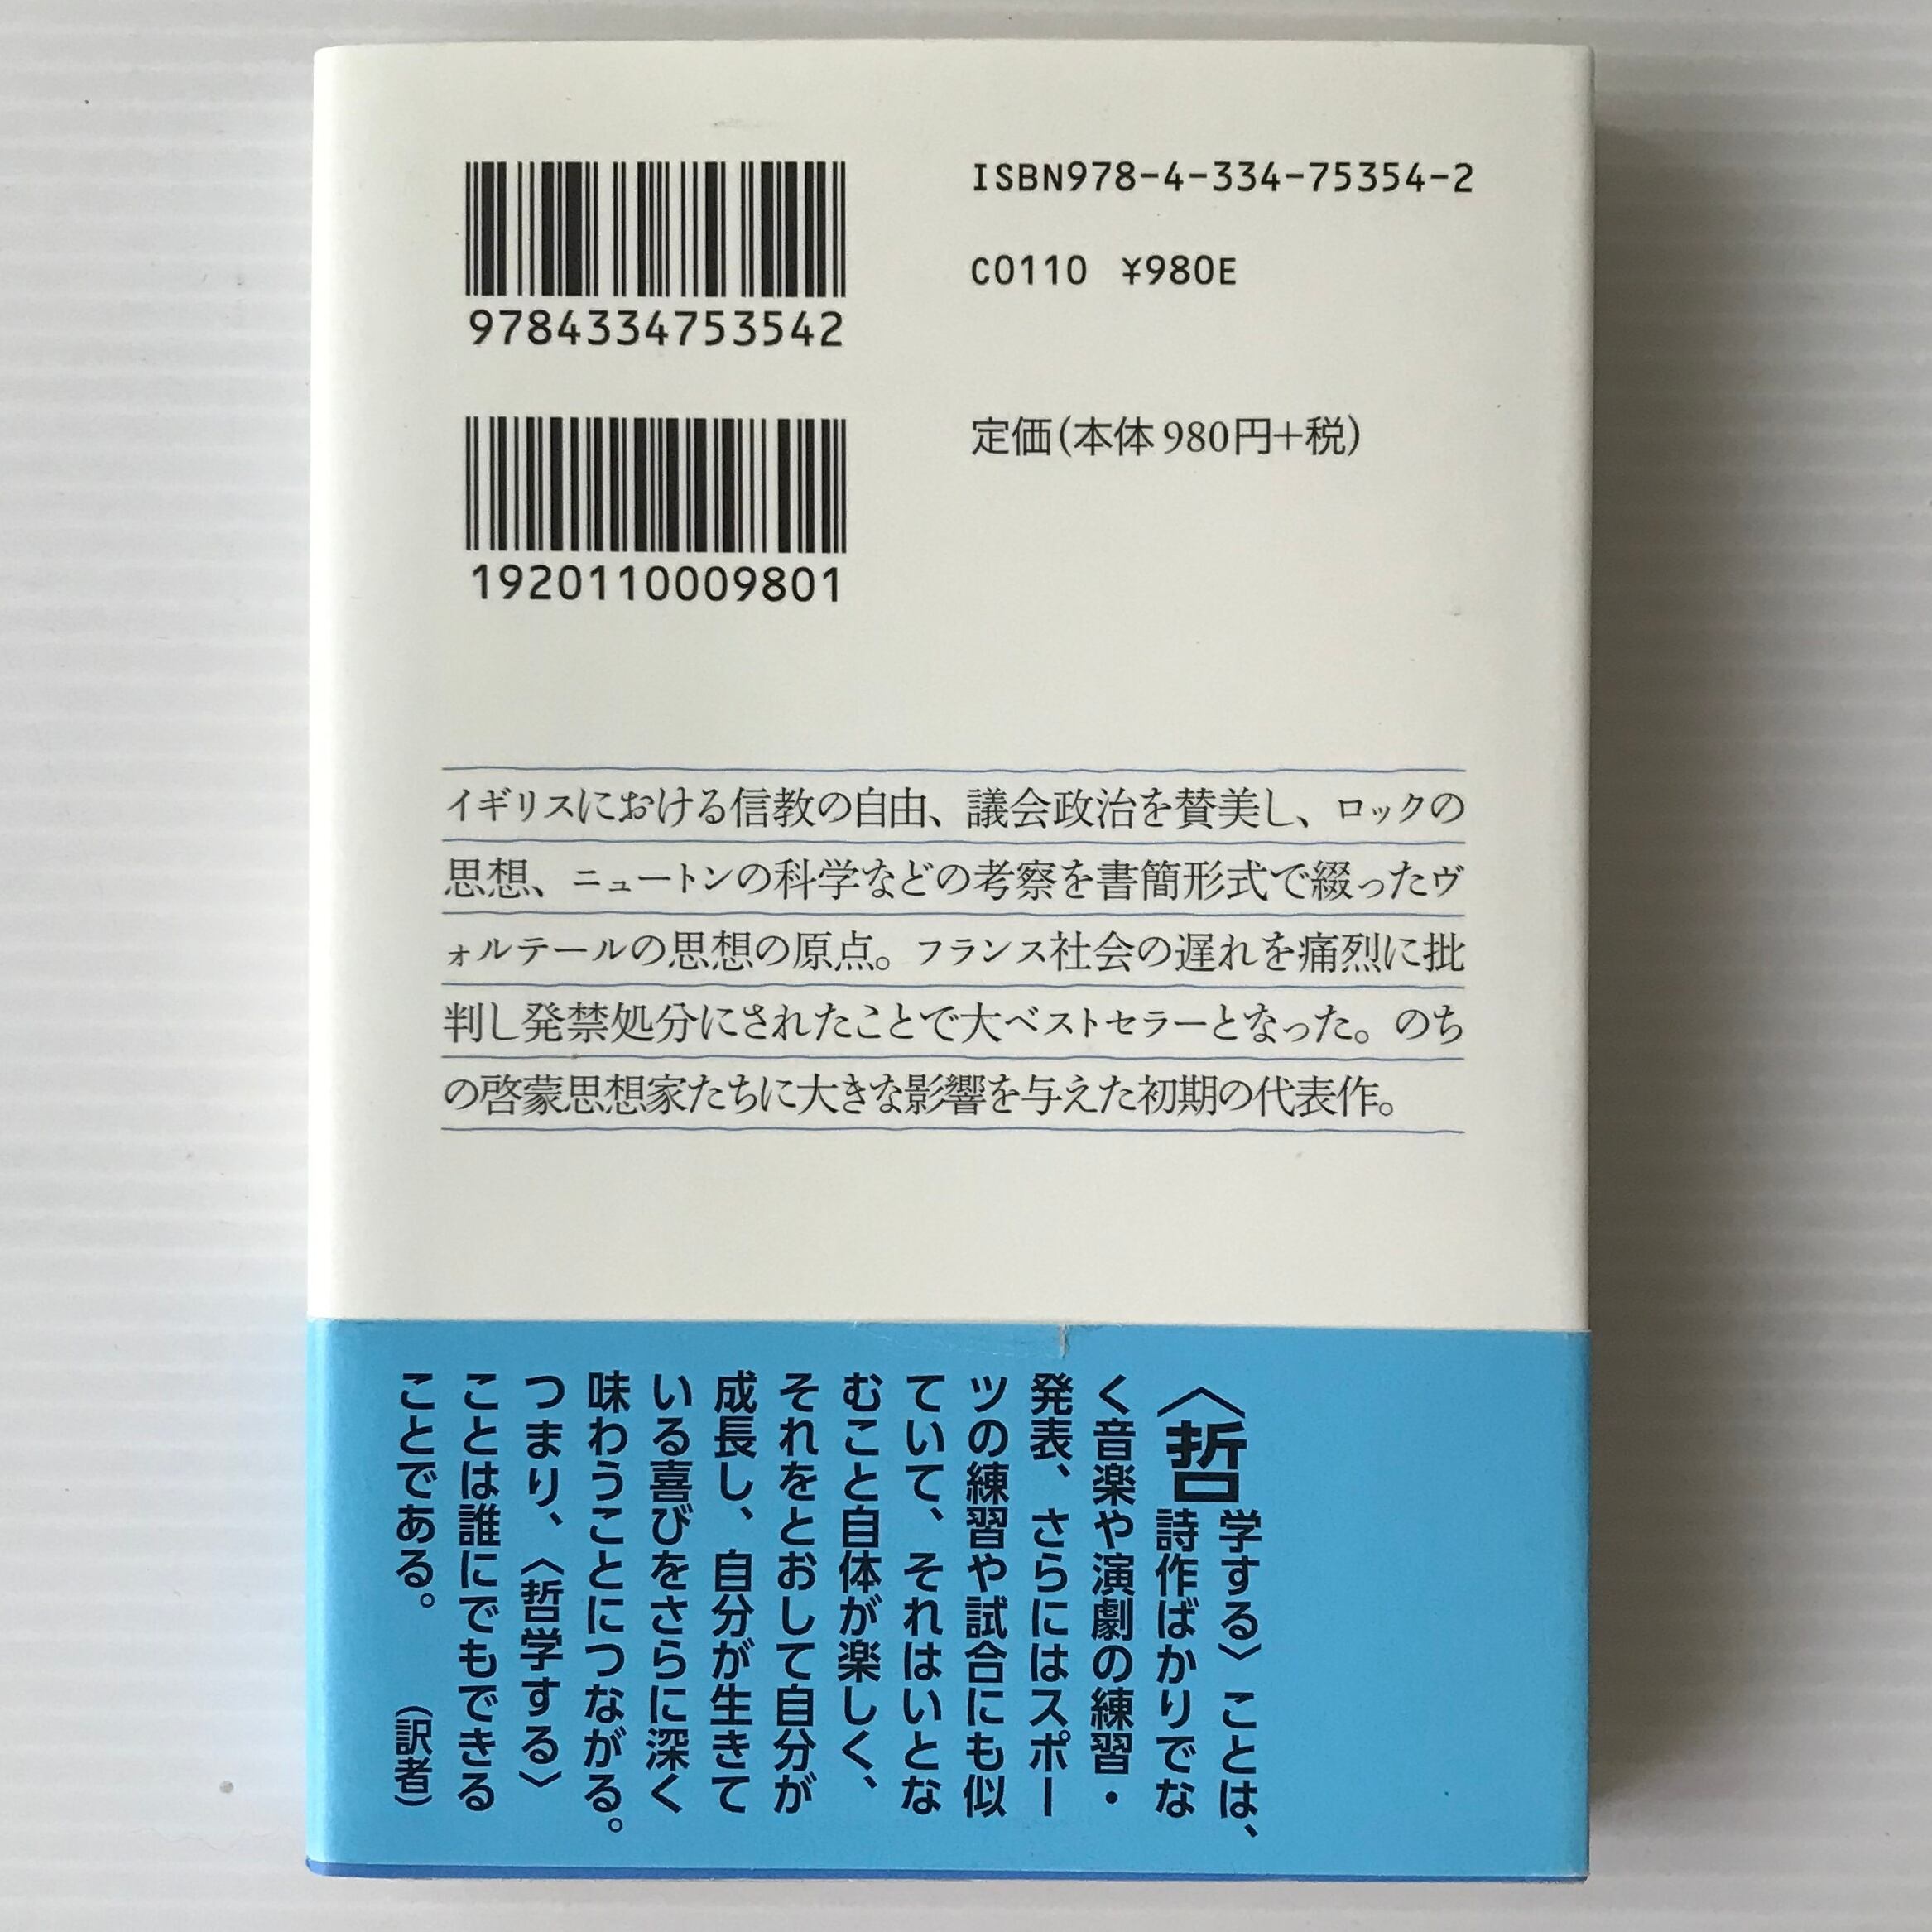 ISBN978-4-334-75354-2
C0110 ¥980E
9784334753542
定価(本体980円+税)
1920110009801
イギリスにおける信教の自由、議会政治を賛美し、ロックの
思想、ニュートンの科学などの考察を書簡形式で綴ったヴ
ォルテールの思想の原点。フランス社会の遅れを痛烈に批
判し発禁処分にされたことで大ベストセラーとなった。のち
の啓蒙思想家たちに大きな影響を与えた初期の代表作。
〈哲学する〉ことは、
詩作ばかりでな
く音楽や演劇の練習・
発表、さらにはスポー
ツの練習や試合にも似
ていて、それはいとな
むこと自体が楽しく、
それをとおして自分が
成長し、自分が生きて
いる喜びをさらに深く
味わうことにつながる。
つまり、〈哲学する〉
ことは誰にでもできる
ことである。 (訳者)